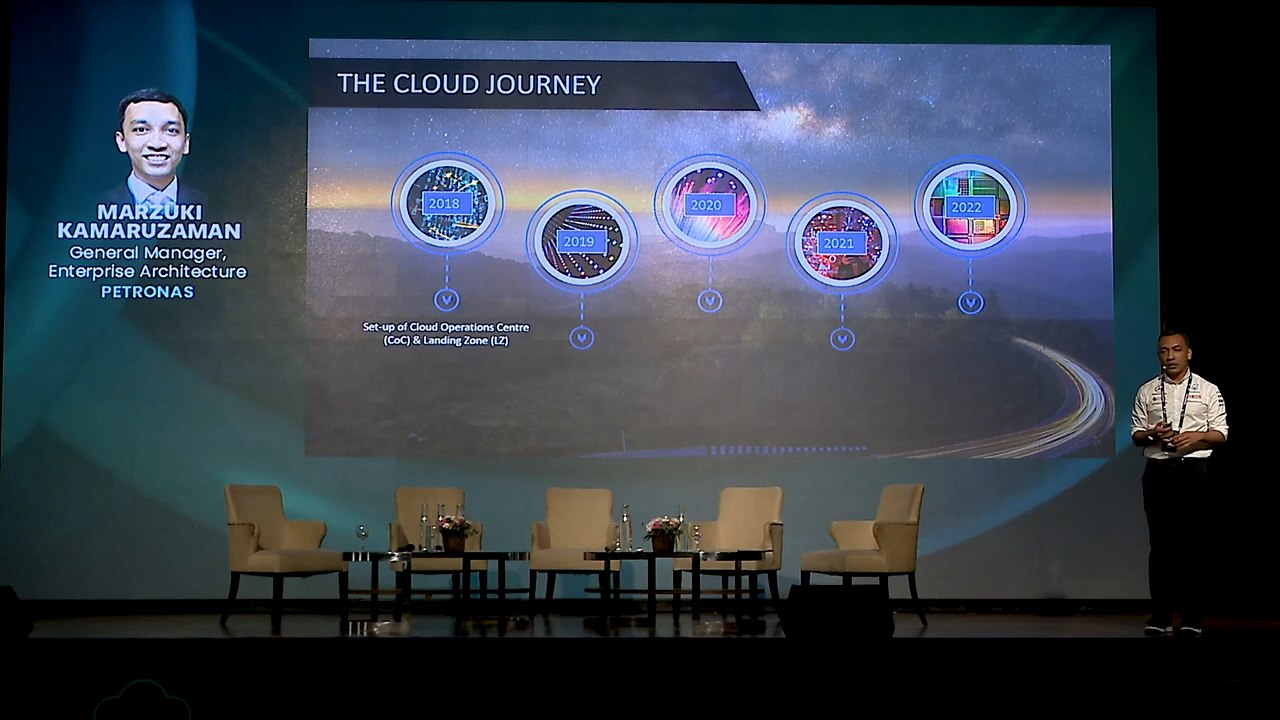 THE CLOUD JOURNEY
MARZUKI
KAMARUZAMAN
General Manager,
Enterprise Architecture
PETRONAS
2018
2019
2020
2021
2022
Set-up of Cloud Operations Centre
(CoC) & Landing Zone (LZ)